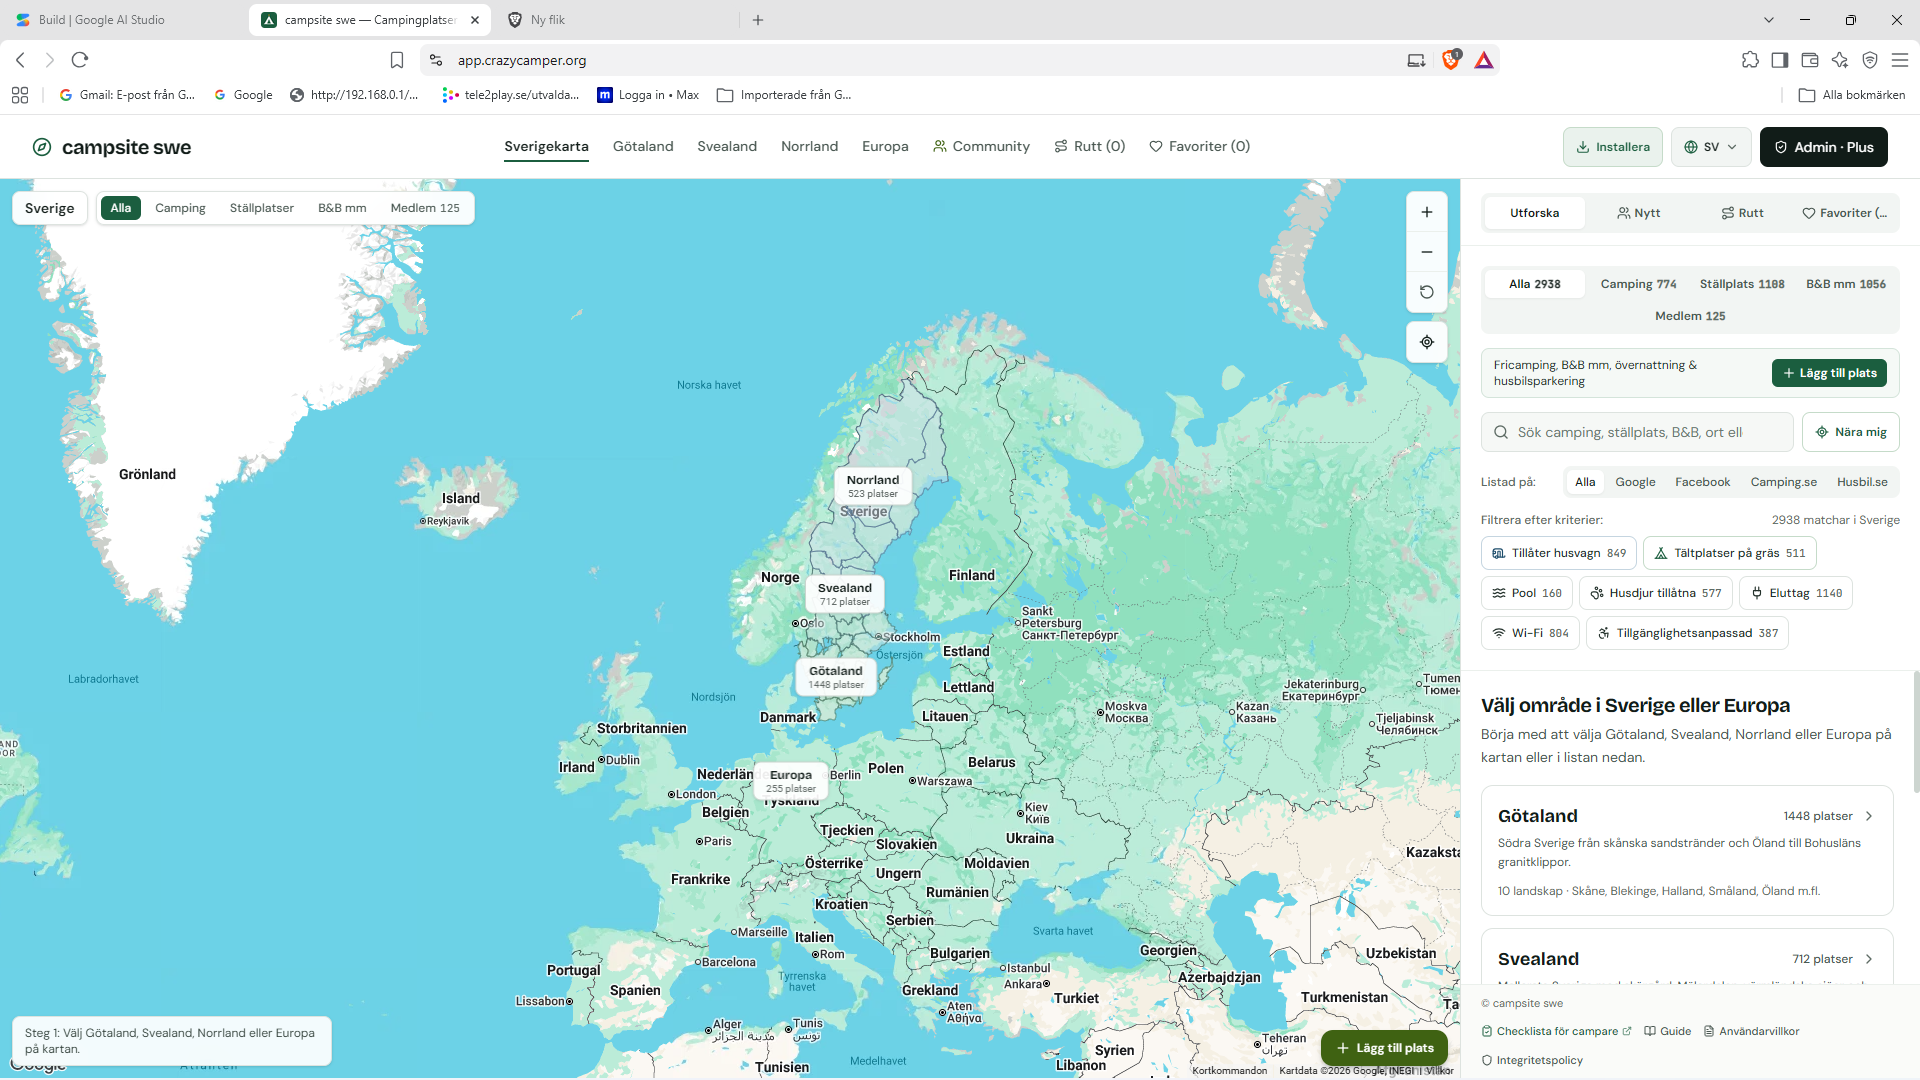 Build | Google AI Studio
campsite swe — Campingplatser
Ny flik
app.crazycamper.org
1
Gmail: E-post från G...
Google
http://192.168.0.1/...
tele2play.se/utvalda...
Logga in • Max
Importerade från G...
Alla bokmärken
campsite swe
Sverigekarta
Götaland
Svealand
Norrland
Europa
Community
Rutt (0)
Favoriter (0)
Installera
SV
Admin · Plus
Sverige
Alla
Camping
Ställplatser
B&B mm
Medlem 125
Norska havet
Grönland
Island
Reykjavik
Norrland
523 platser
Sverige
Norge
Finland
Svealand
712 platser
Oslo
Sankt
Petersburg
Санкт-Петербург
Stockholm
Östersjön
Estland
Götaland
1448 platser
Labradorhavet
Nordsjön
Lettland
Jekaterinburg
Екатеринбург
Danmark
Litauen
Moskva
Москва
Kazan
Казань
Tjeljabinsk
Челябинск
Storbritannien
Irland
Dublin
Belarus
Polen
Berlin
Europa
255 platser
Warszawa
London
Tyskland
Belgien
Kiev
Київ
Paris
Tjeckien
Slovakien
Ukraina
Österrike
Moldavien
Ungern
Frankrike
Rumänien
Kroatien
Serbien
Marseille
Italien
Svarta havet
Rom
Bulgarien
Georgien
Uzbekistan
Barcelona
Portugal
Tyrrenska
havet
Istanbul
Ankara
Azerbajdzjan
Spanien
Grekland
Turkiet
Turkmenistan
Lissabon
Aten
Αθήνα
Alger
مدينة الجزائر
Tunis
تونس
Medelhavet
Syrien
Teheran
تهران
Libanon
Tunisien
Steg 1: Välj Götaland, Svealand, Norrland eller Europa
på kartan.
Google
Lägg till plats
Kortkommandon
Kartdata ©2026 Google, INEGI
Villkor
Utforska
Nytt
Rutt
Favoriter (...
Alla 2938
Camping 774
Ställplats 1108
B&B mm 1056
Medlem 125
Fricamping, B&B mm, övernattning &
husbilsparkering
Lägg till plats
Sök camping, ställplats, B&B, ort ell
Nära mig
Listad på:
Alla
Google
Facebook
Camping.se
Husbil.se
Filtrera efter kriterier:
2938 matchar i Sverige
Tillåter husvagn 849
Tältplatser på gräs 511
Pool 160
Husdjur tillåtna 577
Eluttag 1140
Wi-Fi 804
Tillgänglighetsanpassad 387
Välj område i Sverige eller Europa
Börja med att välja Götaland, Svealand, Norrland eller Europa på
kartan eller i listan nedan.
Götaland
1448 platser
Södra Sverige från skånska sandstränder och Öland till Bohusläns
granitklippor.
10 landskap · Skåne, Blekinge, Halland, Småland, Öland m.fl.
Svealand
712 platser
© campsite swe
Checklista för campare
Guide
Användarvillkor
Integritetspolicy